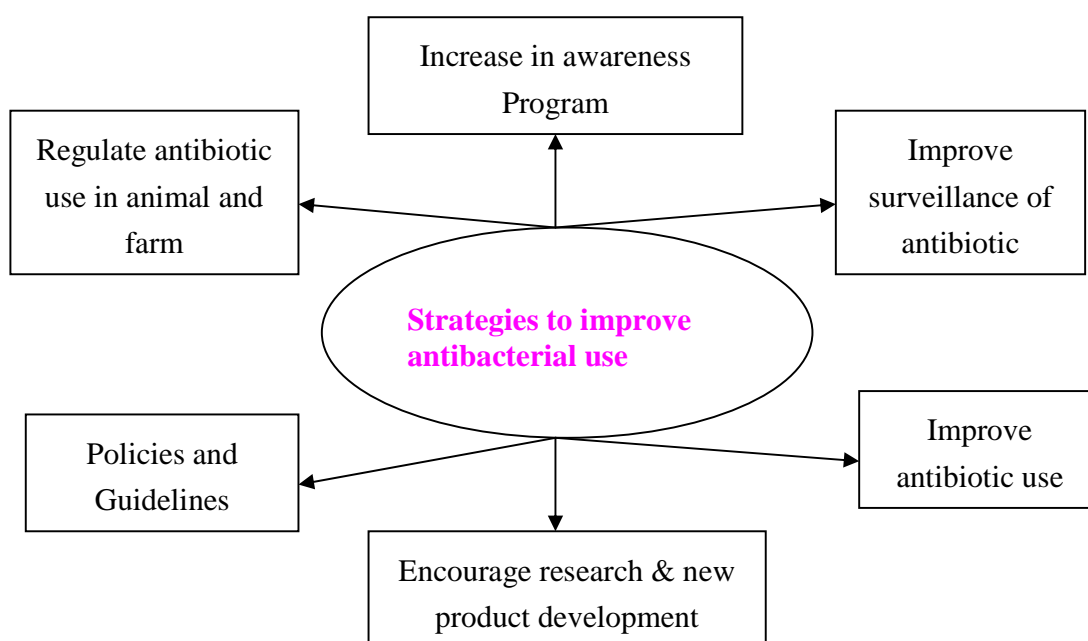 Increase in awareness
Program
Regulate antibiotic
use in animal and
farm
Improve
surveillance of
antibiotic
Strategies to improve
antibacterial use
Policies and
Guidelines
Improve
antibiotic use
Encourage research & new
product development